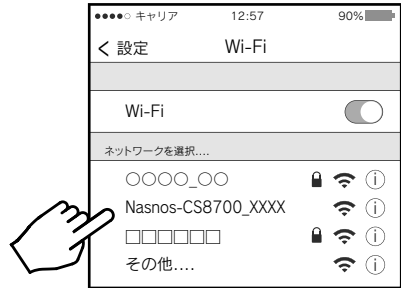 ●●●●○ キャリア 12:57 90%
く 設定 Wi-Fi
Wi-Fi
ネットワークを選択....
○○○○_○○
Nasnos-CS8700_XXXX
□□□□□□
その他....